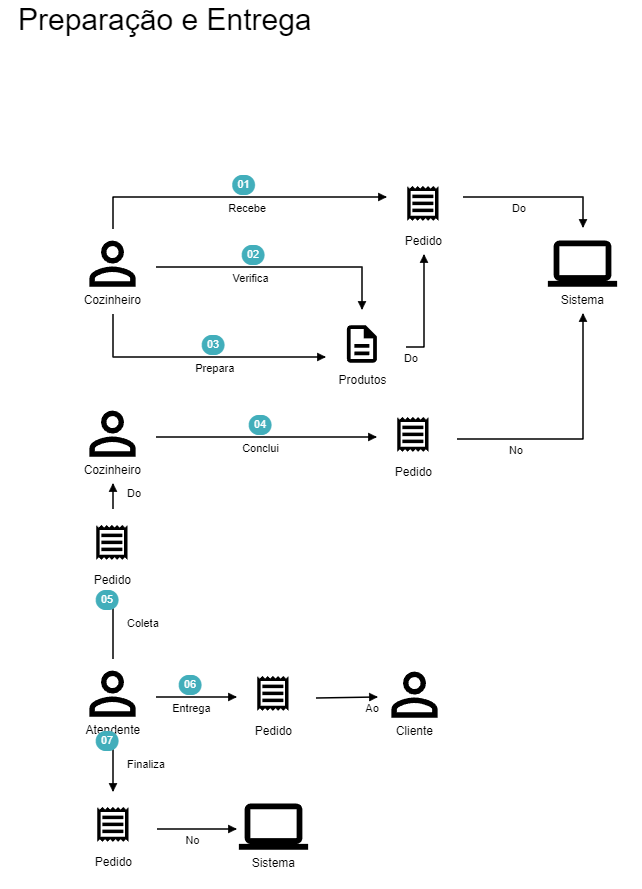 Preparação e Entrega
01
Recebe
Pedido
Do
Sistema
Cozinheiro
02
Verifica
03
Prepara
Produtos
Do
Cozinheiro
04
Conclui
Pedido
No
Do
Pedido
05
Coleta
Atendente
06
Entrega
Pedido
Ao
Cliente
07
Finaliza
Pedido
No
Sistema